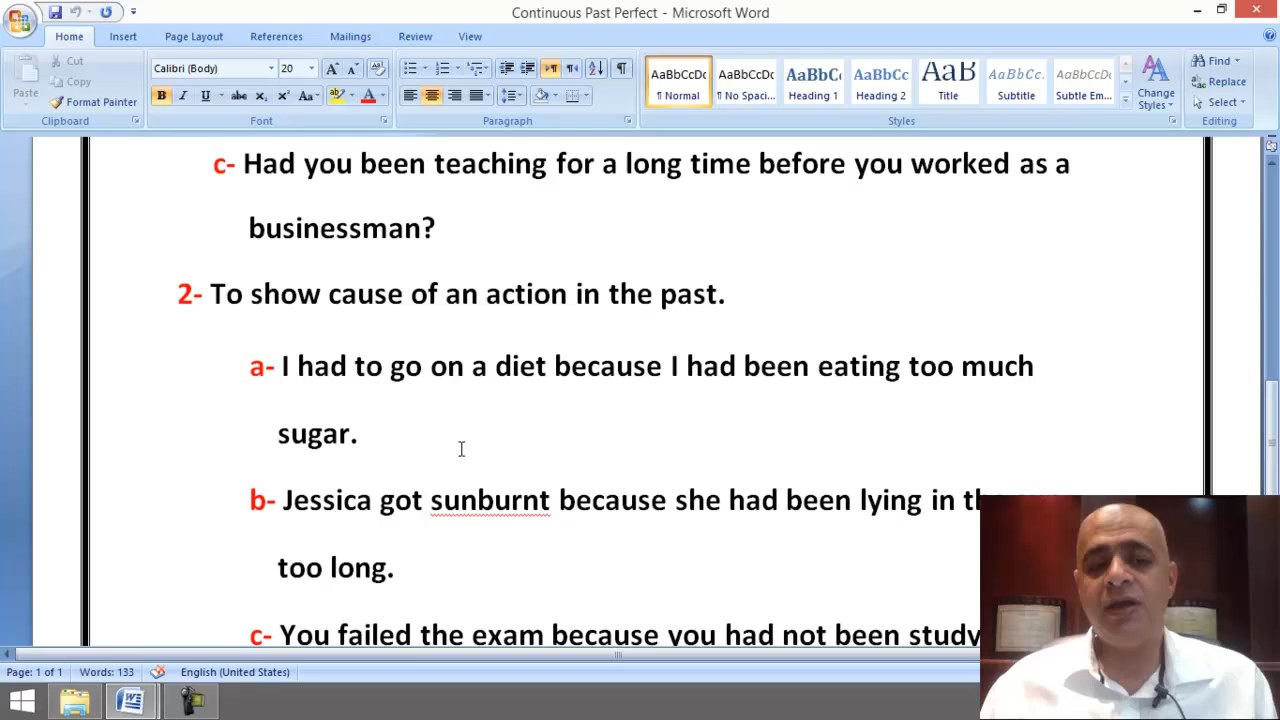 Continuous Past Perfect - Microsoft Word
Home Insert Page Layout References Mailings Review View
Cut
Copy
Paste
Format Painter
Clipboard
Calibri (Body) 20
Font
Paragraph
AaBbCcDc AaBbCcDc AaBbC AaBbCc AaB AaBbCc. AaBbCcD.
¶ Normal ¶ No Spaci... Heading 1 Heading 2 Title Subtitle Subtle Em...
Change Styles
Styles
Find
Replace
Select
Editing
c- Had you been teaching for a long time before you worked as a
businessman?
2- To show cause of an action in the past.
a- I had to go on a diet because I had been eating too much
sugar.
b- Jessica got sunburnt because she had been lying in
too long.
c- You failed the exam because you had not been
Page: 1 of 1 Words: 133 English (United States)